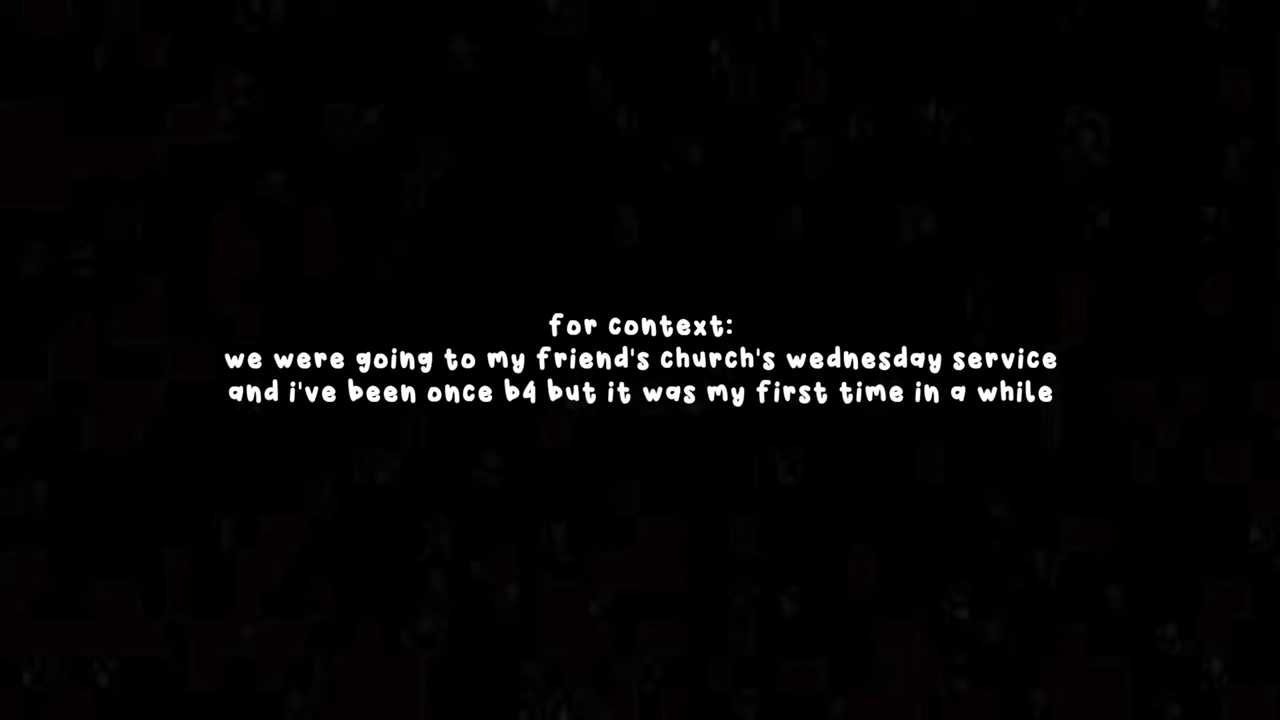 for context:
we were going to my friend's church's wednesday service
and i've been once b4 but it was my first time in a while